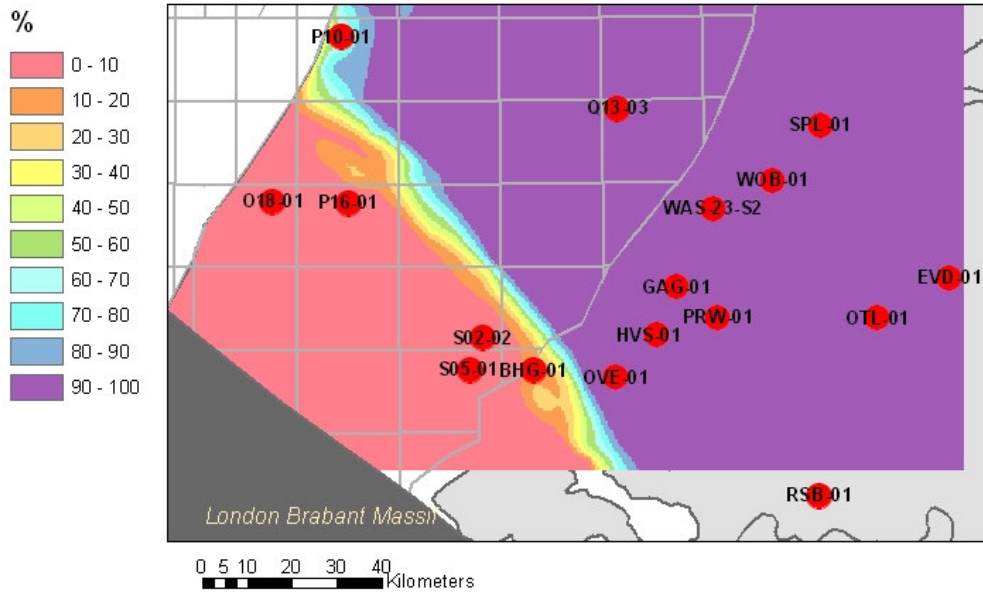 %
0 - 10
10 - 20
20 - 30
30 - 40
40 - 50
50 - 60
60 - 70
70 - 80
80 - 90
90 - 100
P10-01
Q13-03
SPL-01
WOB-01
O18-01
P16-01
WAS-23-S2
EVD-01
GAG-01
PRW-01
OTL-01
HVS-01
S02-02
S05-01
BHG-01
OVE-01
RSB-01
London Brabant Massif
0 5 10 20 30 40
Kilometers